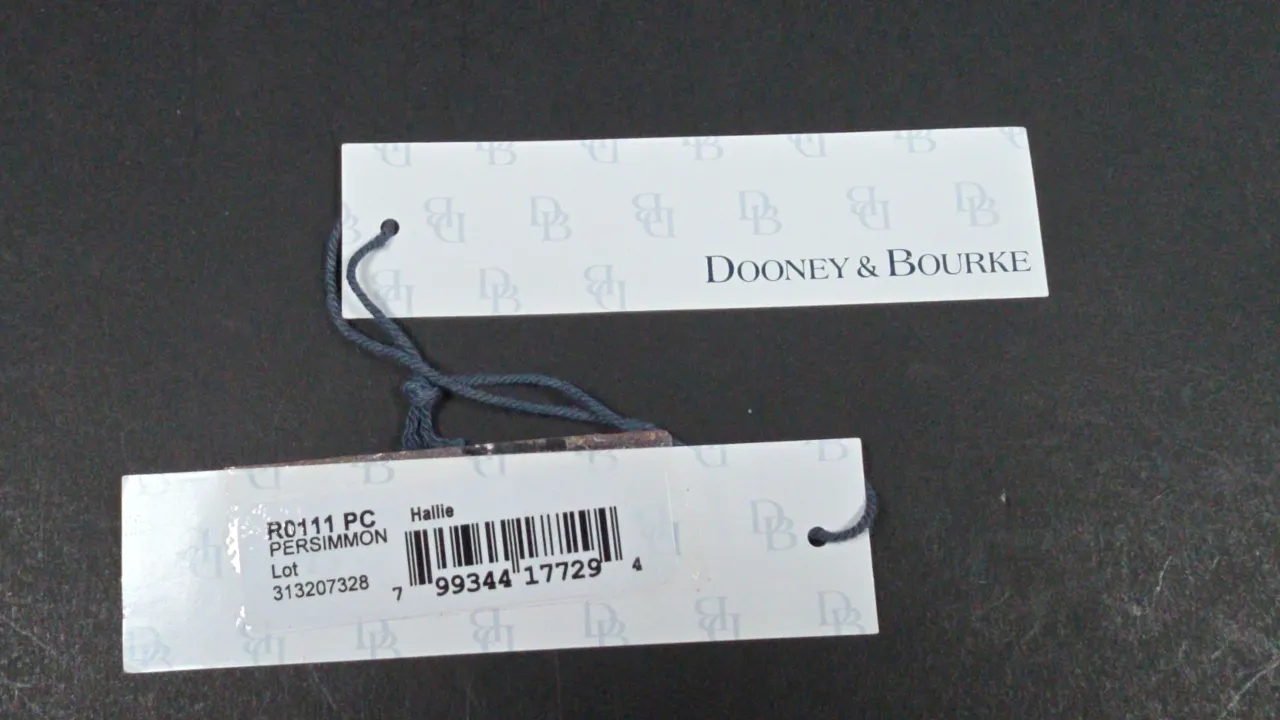 DOONEY & BOURKE
R0111 PC
PERSIMMON
Lot
313207328
Hallie
7 99344 17729 4